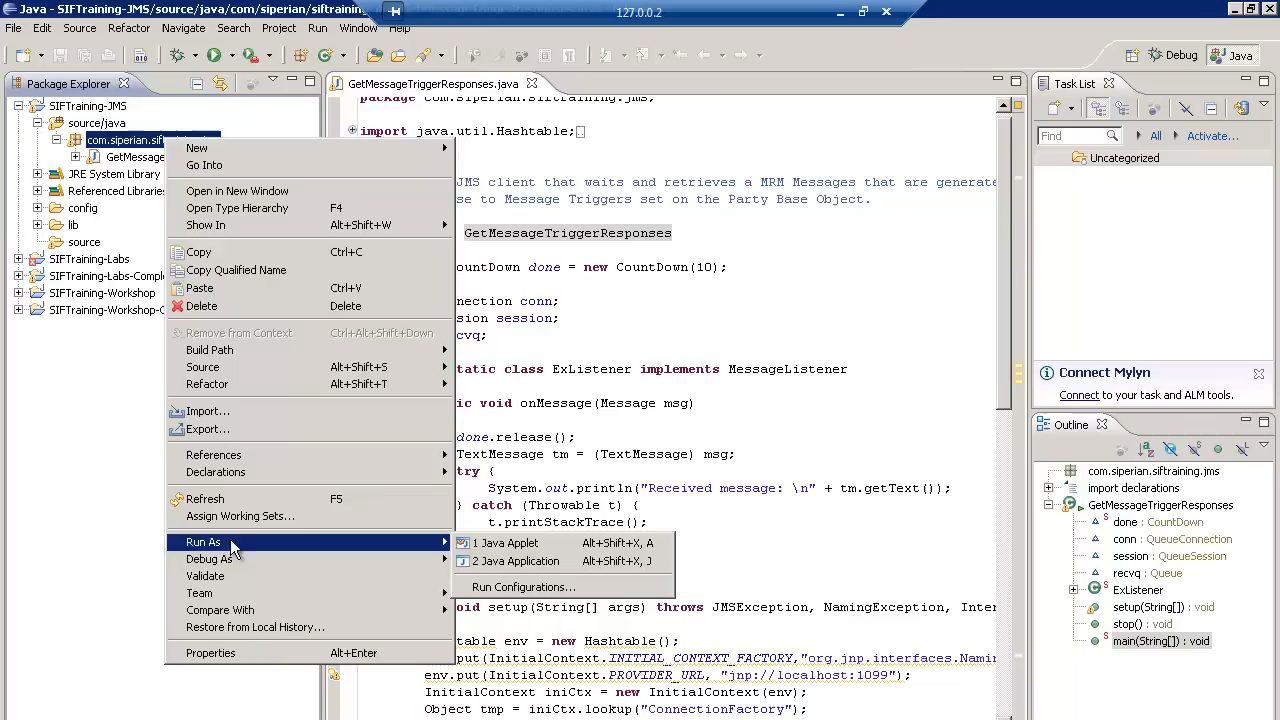 Java - SIFTraining-JMS/source/java/com/siperian/siftrainin
127.0.0.2
File Edit Source Refactor Navigate Search Project Run Window Help
Debug Java
Package Explorer
SIFTraining-JMS
source/java
com.siperian.sif
GetMessage
JRE System Library
Referenced Libraries
config
lib
source
SIFTraining-Labs
SIFTraining-Labs-Comple
SIFTraining-Workshop
SIFTraining-Workshop-C
New
Go Into
Open in New Window
Open Type Hierarchy F4
Show In Alt+Shift+W
Copy Ctrl+C
Copy Qualified Name
Paste Ctrl+V
Delete Delete
Remove from Context Ctrl+Alt+Shift+Down
Build Path
Source Alt+Shift+S
Refactor Alt+Shift+T
Import...
Export...
References
Declarations
Refresh F5
Assign Working Sets...
Run As
Debug As
Validate
Team
Compare With
Restore from Local History...
Properties Alt+Enter
1 Java Applet Alt+Shift+X, A
2 Java Application Alt+Shift+X, J
Run Configurations...
GetMessageTriggerResponses.java
package com.siperian.siftraining.jms;
import java.util.Hashtable;
JMS client that waits and retrieves a MRM Messages that are generate
se to Message Triggers set on the Party Base Object.
GetMessageTriggerResponses
ountDown done = new CountDown(10);
nection conn;
sion session;
cvq;
tatic class ExListener implements MessageListener
ic void onMessage(Message msg)
done.release();
TextMessage tm = (TextMessage) msg;
try {
System.out.println("Received message: \n" + tm.getText());
} catch (Throwable t) {
t.printStackTrace();
oid setup(String[] args) throws JMSException, NamingException, Inter
table env = new Hashtable();
.put(InitialContext.INITIAL_CONTEXT_FACTORY,"org.jnp.interfaces.Namin
env.put(InitialContext.PROVIDER_URL, "jnp://localhost:1099");
InitialContext iniCtx = new InitialContext(env);
Object tmp = iniCtx.lookup("ConnectionFactory");
Task List
Find All Activate...
Uncategorized
Connect Mylyn
Connect to your task and ALM tools.
Outline
com.siperian.siftraining.jms
import declarations
GetMessageTriggerResponses
done : CountDown
conn : QueueConnection
session : QueueSession
recvq : Queue
ExListener
setup(String[]) : void
stop() : void
main(String[]) : void